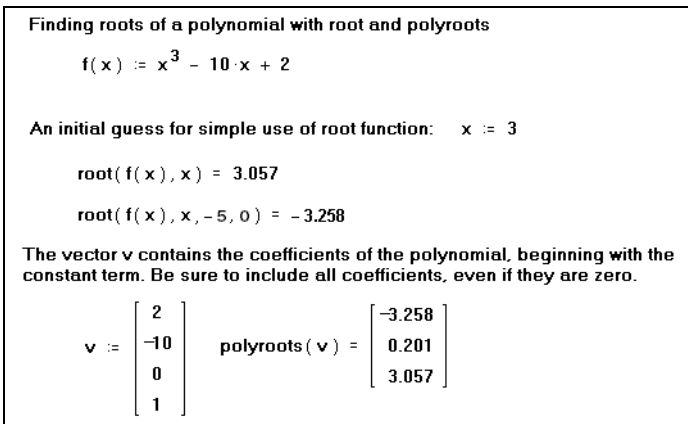 Finding roots of a polynomial with root and polyroots
f(x) := x³ - 10·x + 2
An initial guess for simple use of root function: x := 3
root(f(x),x) = 3.057
root(f(x),x,-5,0) = -3.258
The vector v contains the coefficients of the polynomial, beginning with the
constant term. Be sure to include all coefficients, even if they are zero.
v := [2 -10 0 1] polyroots(v) = [-3.258 0.201 3.057]